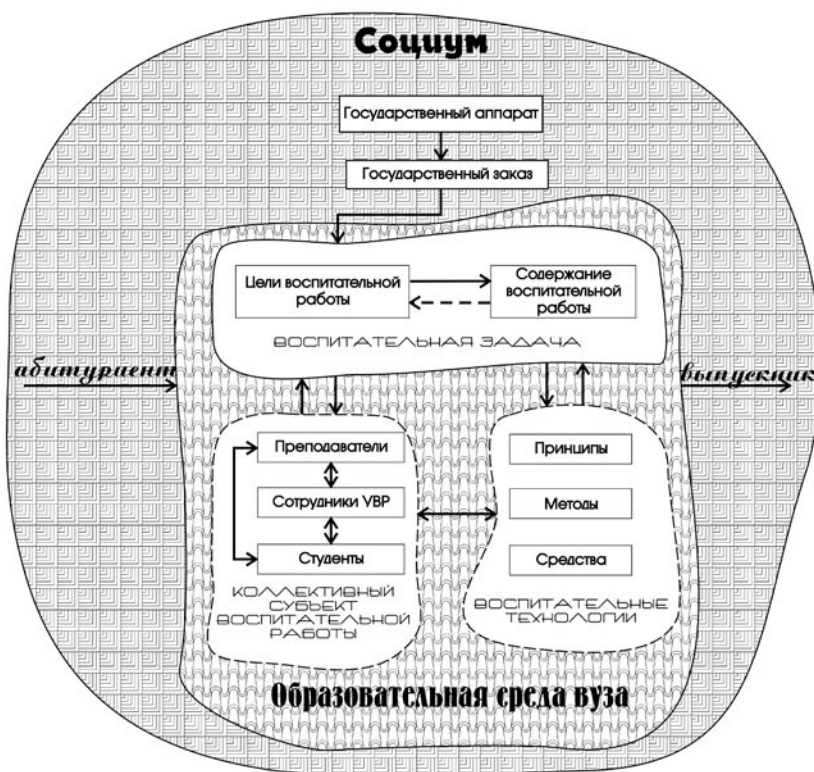 Социум
Государственный аппарат
Государственный заказ
Цели воспитательной
работы
Содержание
воспитательной
работы
ВОСПИТАТЕЛЬНАЯ ЗАДАЧА
абитуриент
выпускник
Преподаватели
Сотрудники УВР
Студенты
КОЛЛЕКТИВНЫЙ
СУБЪЕКТ
ВОСПИТАТЕЛЬНОЙ
РАБОТЫ
Принципы
Методы
Средства
ВОСПИТАТЕЛЬНЫЕ
ТЕХНОЛОГИИ
Образовательная среда вуза